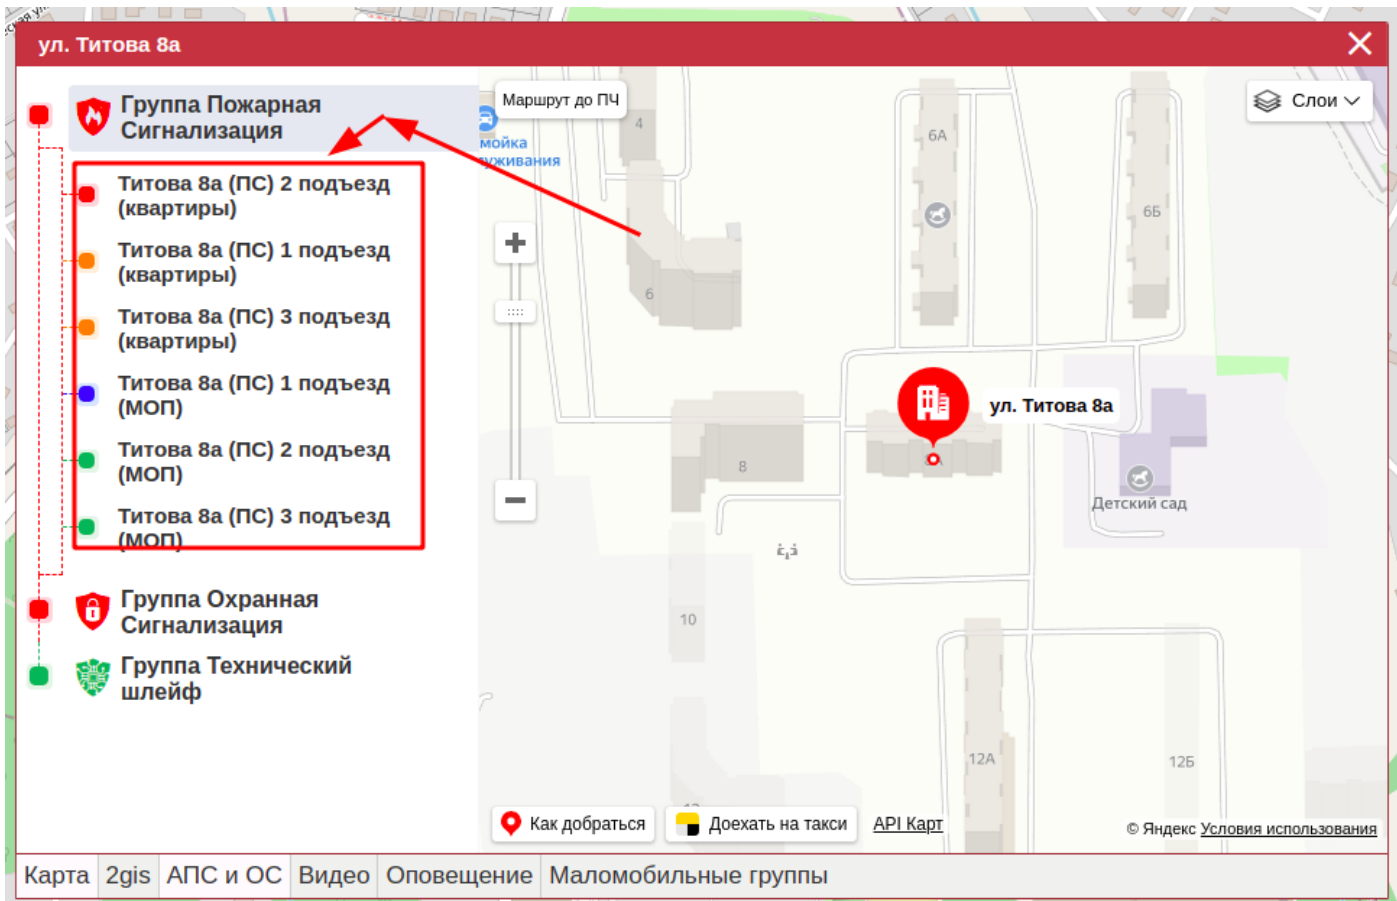 ул. Титова 8а
Группа Пожарная
Сигнализация
Титова 8а (ПС) 2 подъезд
(квартиры)
Титова 8а (ПС) 1 подъезд
(квартиры)
Титова 8а (ПС) 3 подъезд
(квартиры)
Титова 8а (ПС) 1 подъезд
(МОП)
Титова 8а (ПС) 2 подъезд
(МОП)
Титова 8а (ПС) 3 подъезд
(МОП)
Группа Охранная
Сигнализация
Группа Технический
шлейф
Маршрут до ПЧ
Слои
мойка
4
6А
6Б
6
ул. Титова 8а
8
Детский сад
10
12А
12Б
Как добраться
Доехать на такси
API Карт
© Яндекс Условия использования
Карта
2gis
АПС и ОС
Видео
Оповещение
Маломобильные группы